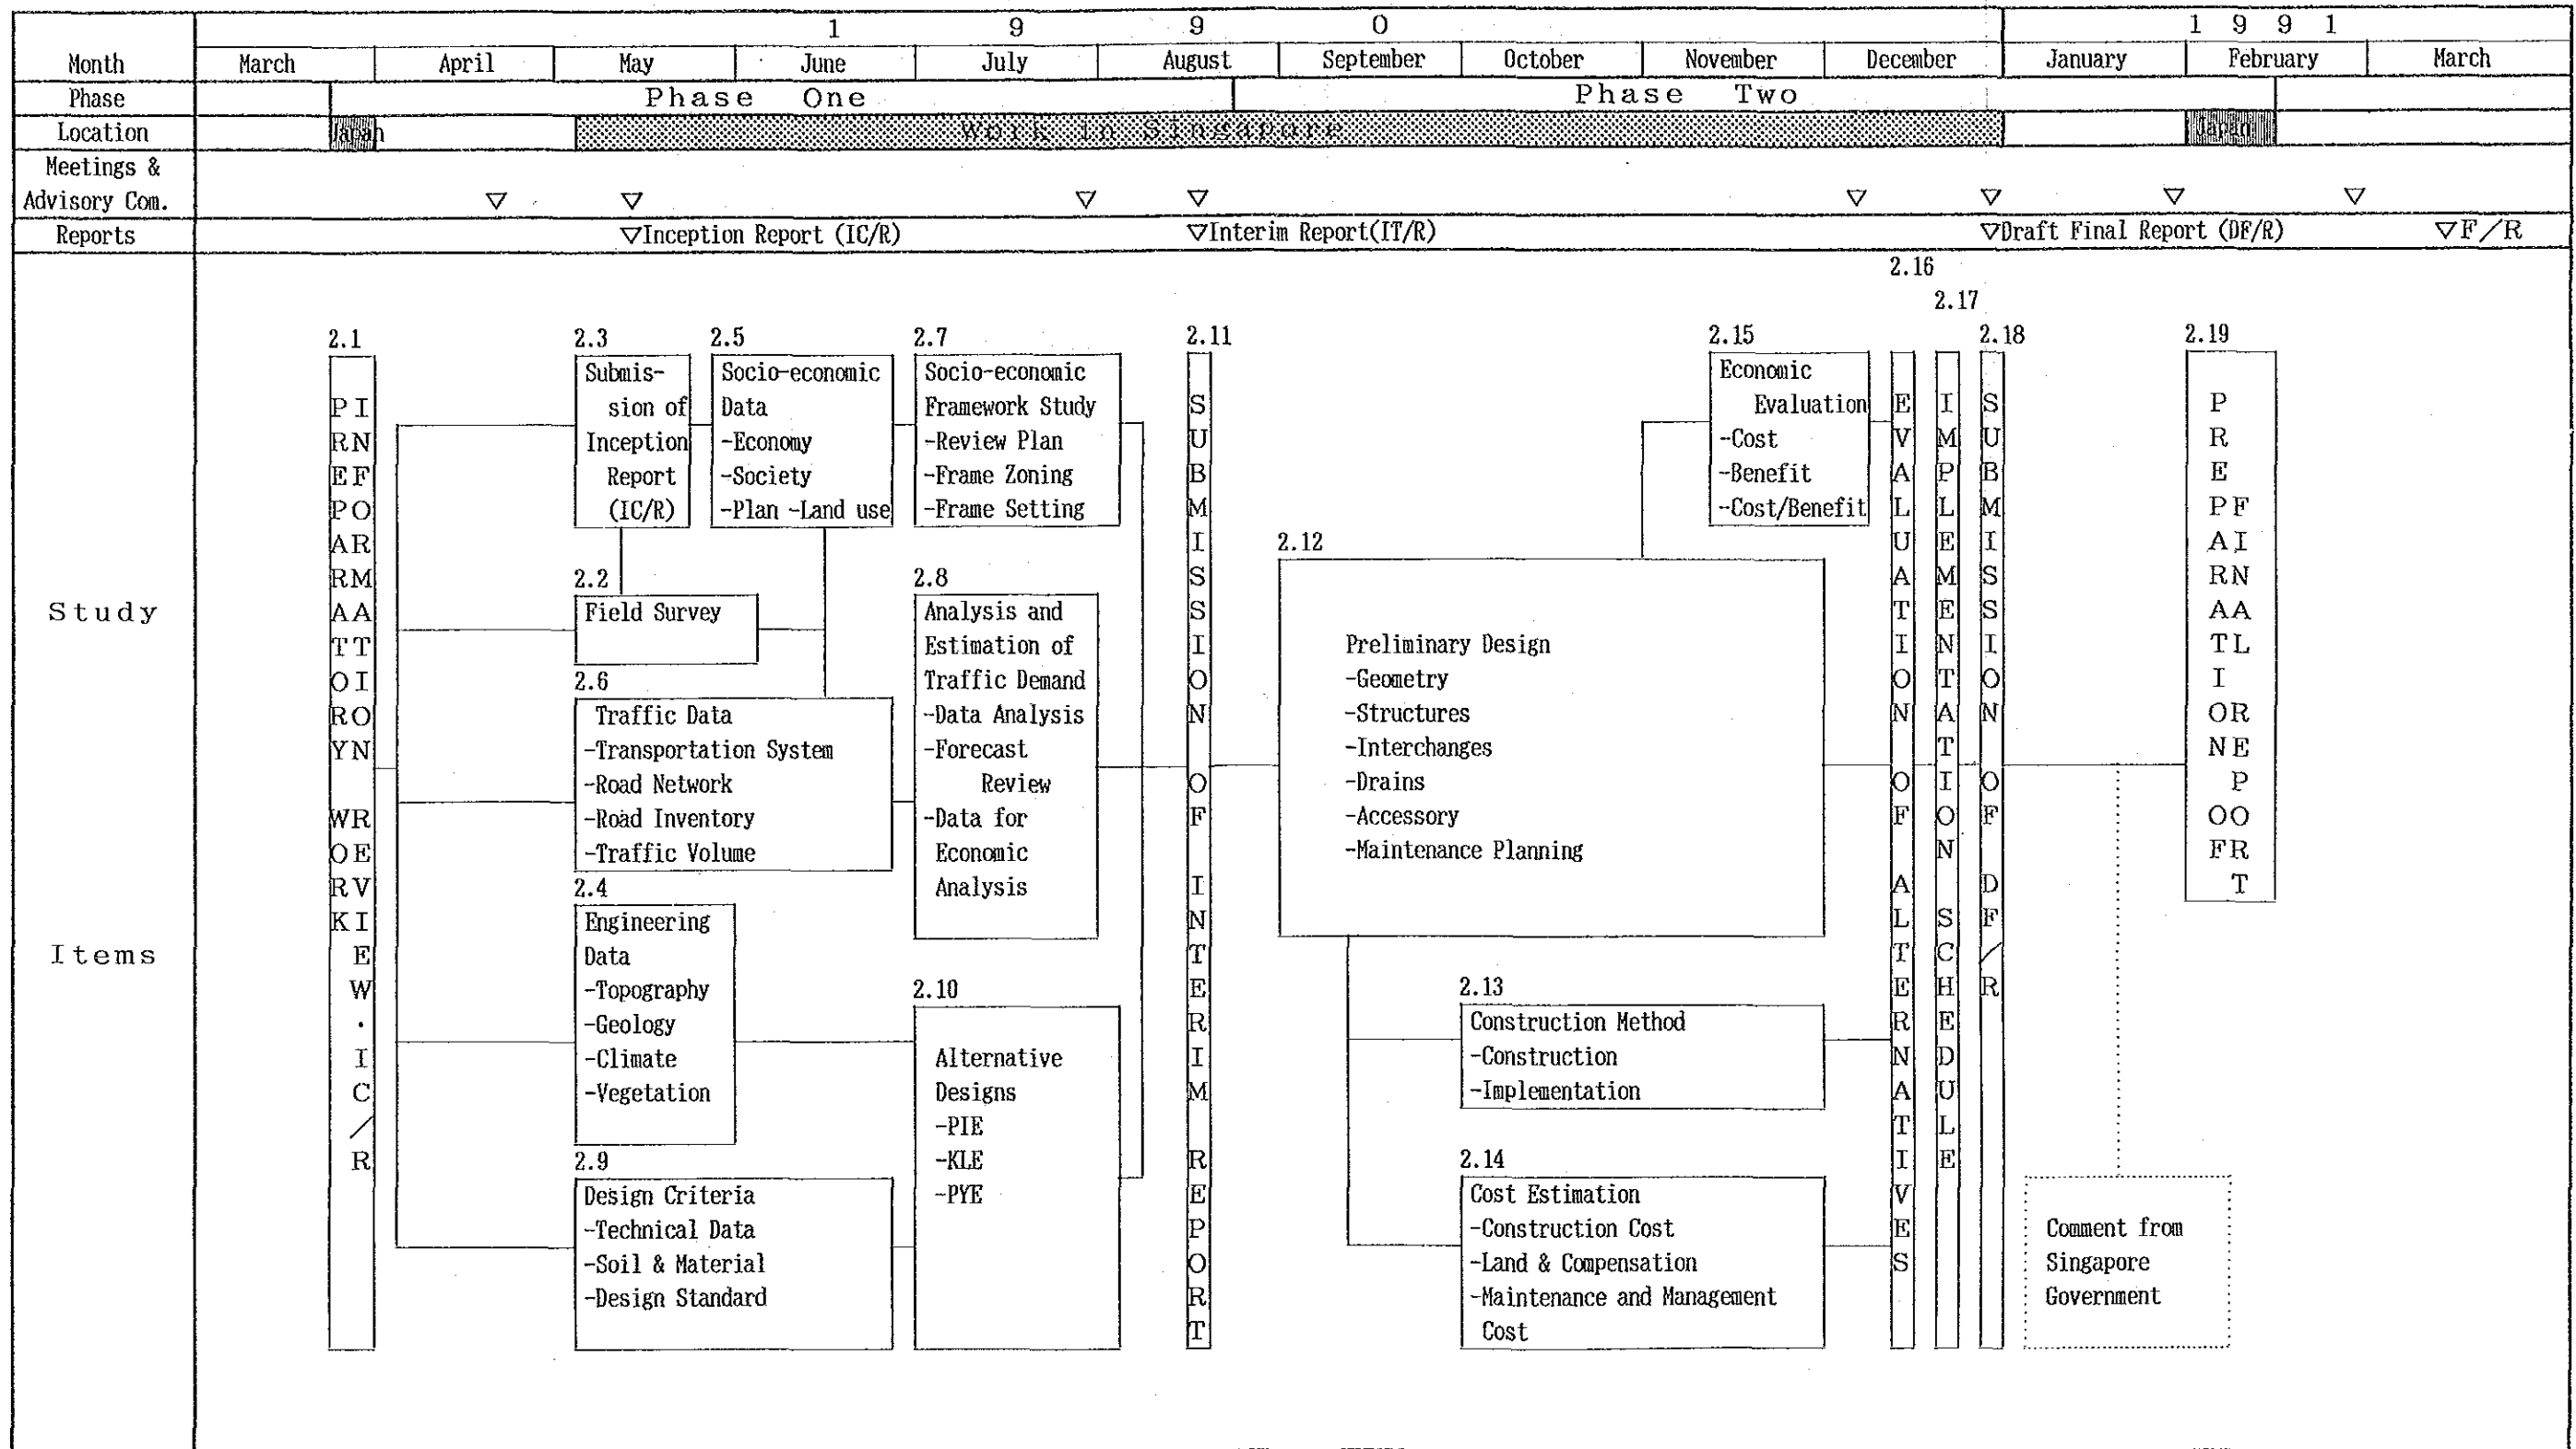 1 9 9 0
1 9 9 1
Month March April May June July August September October November December January February March
Phase Phase One Phase Two
Location Japan Work in Singapore Japan
Meetings &
Advisory Com. ▽ ▽ ▽ ▽ ▽ ▽ ▽ ▽
Reports ▽Inception Report (IC/R) ▽Interim Report(IT/R) ▽Draft Final Report (DF/R) ▽F/R
Study
Items
2.1
PREPARATORY WORK
INFORMATION REVIEW·IC/R
2.3
Submis-
sion of
Inception
Report
(IC/R)
2.5
Socio-economic
Data
-Economy
-Society
-Plan -Land use
2.7
Socio-economic
Framework Study
-Review Plan
-Frame Zoning
-Frame Setting
2.2
Field Survey
2.6
Traffic Data
-Transportation System
-Road Network
-Road Inventory
-Traffic Volume
2.8
Analysis and
Estimation of
Traffic Demand
-Data Analysis
-Forecast
Review
-Data for
Economic
Analysis
2.4
Engineering
Data
-Topography
-Geology
-Climate
-Vegetation
2.10
Alternative
Designs
-PIE
-KLE
-PYE
2.9
Design Criteria
-Technical Data
-Soil & Material
-Design Standard
2.11
SUBMISSION OF INTERIM REPORT
2.12
Preliminary Design
-Geometry
-Structures
-Interchanges
-Drains
-Accessory
-Maintenance Planning
2.15
Economic
Evaluation
-Cost
-Benefit
-Cost/Benefit
2.13
Construction Method
-Construction
-Implementation
2.14
Cost Estimation
-Construction Cost
-Land & Compensation
-Maintenance and Management
Cost
2.16
EVALUATION OF ALTERNATIVES
2.17
IMPLEMENTATION SCHEDULE
2.18
SUBMISSION OF DF/R
2.19
PREPARATION OF
FINAL REPORT
Comment from
Singapore
Government